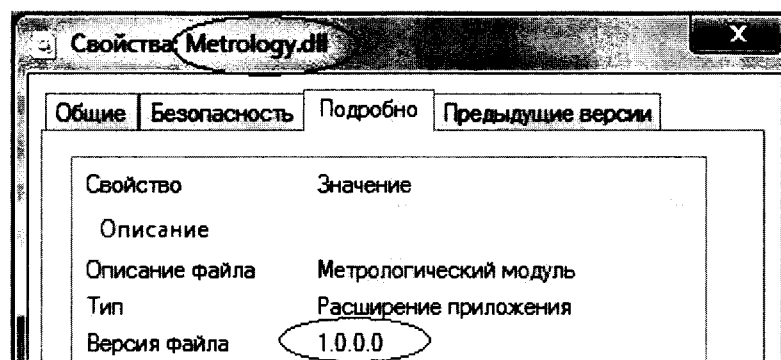 Свойства: Metrology.dll
Общие Безопасность Подробно Предыдущие версии
Свойство Значение
Описание
Описание файла Метрологический модуль
Тип Расширение приложения
Версия файла 1.0.0.0